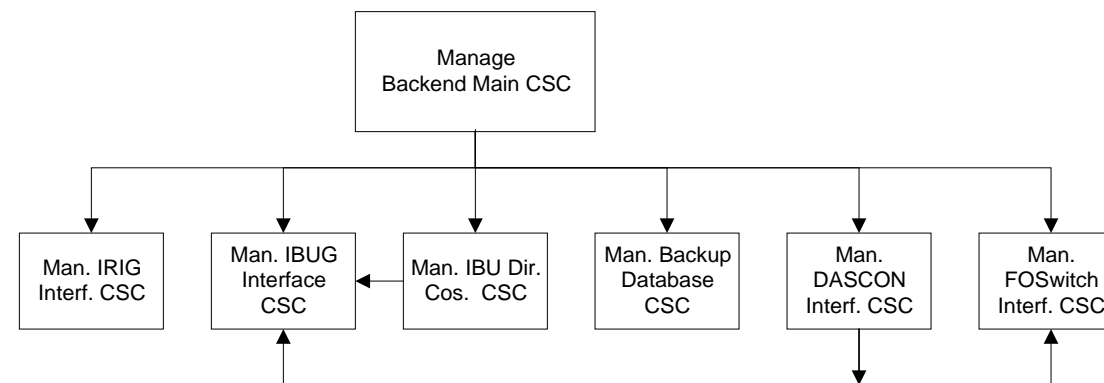 Manage
Backend Main CSC
Man. IRIG
Interf. CSC
Man. IBUG
Interface
CSC
Man. IBU Dir.
Cos. CSC
Man. Backup
Database
CSC
Man.
DASCON
Interf. CSC
Man.
FOSwitch
Interf. CSC